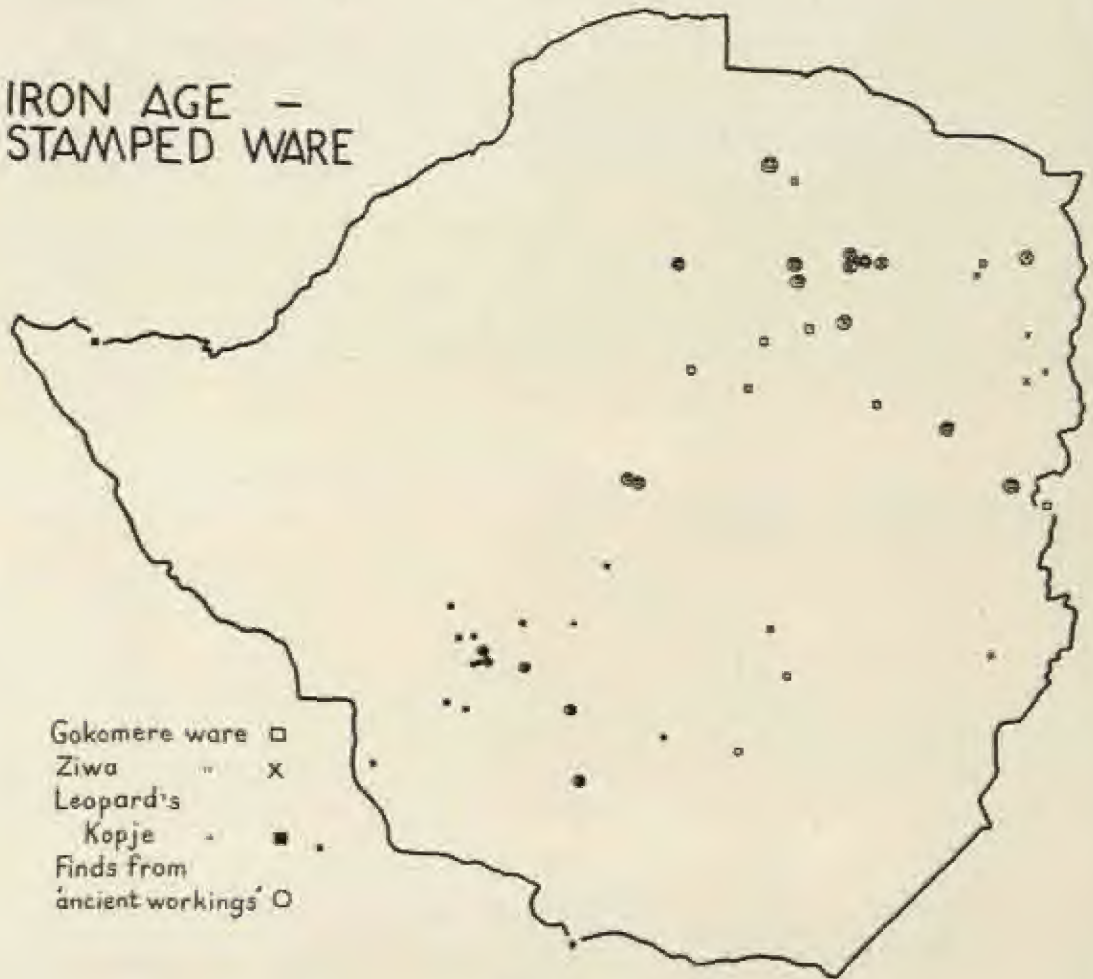 IRON AGE –
STAMPED WARE
Gokomere ware □
Ziwa " x
Leopard's
Kopje " ■
Finds from
'ancient workings' O